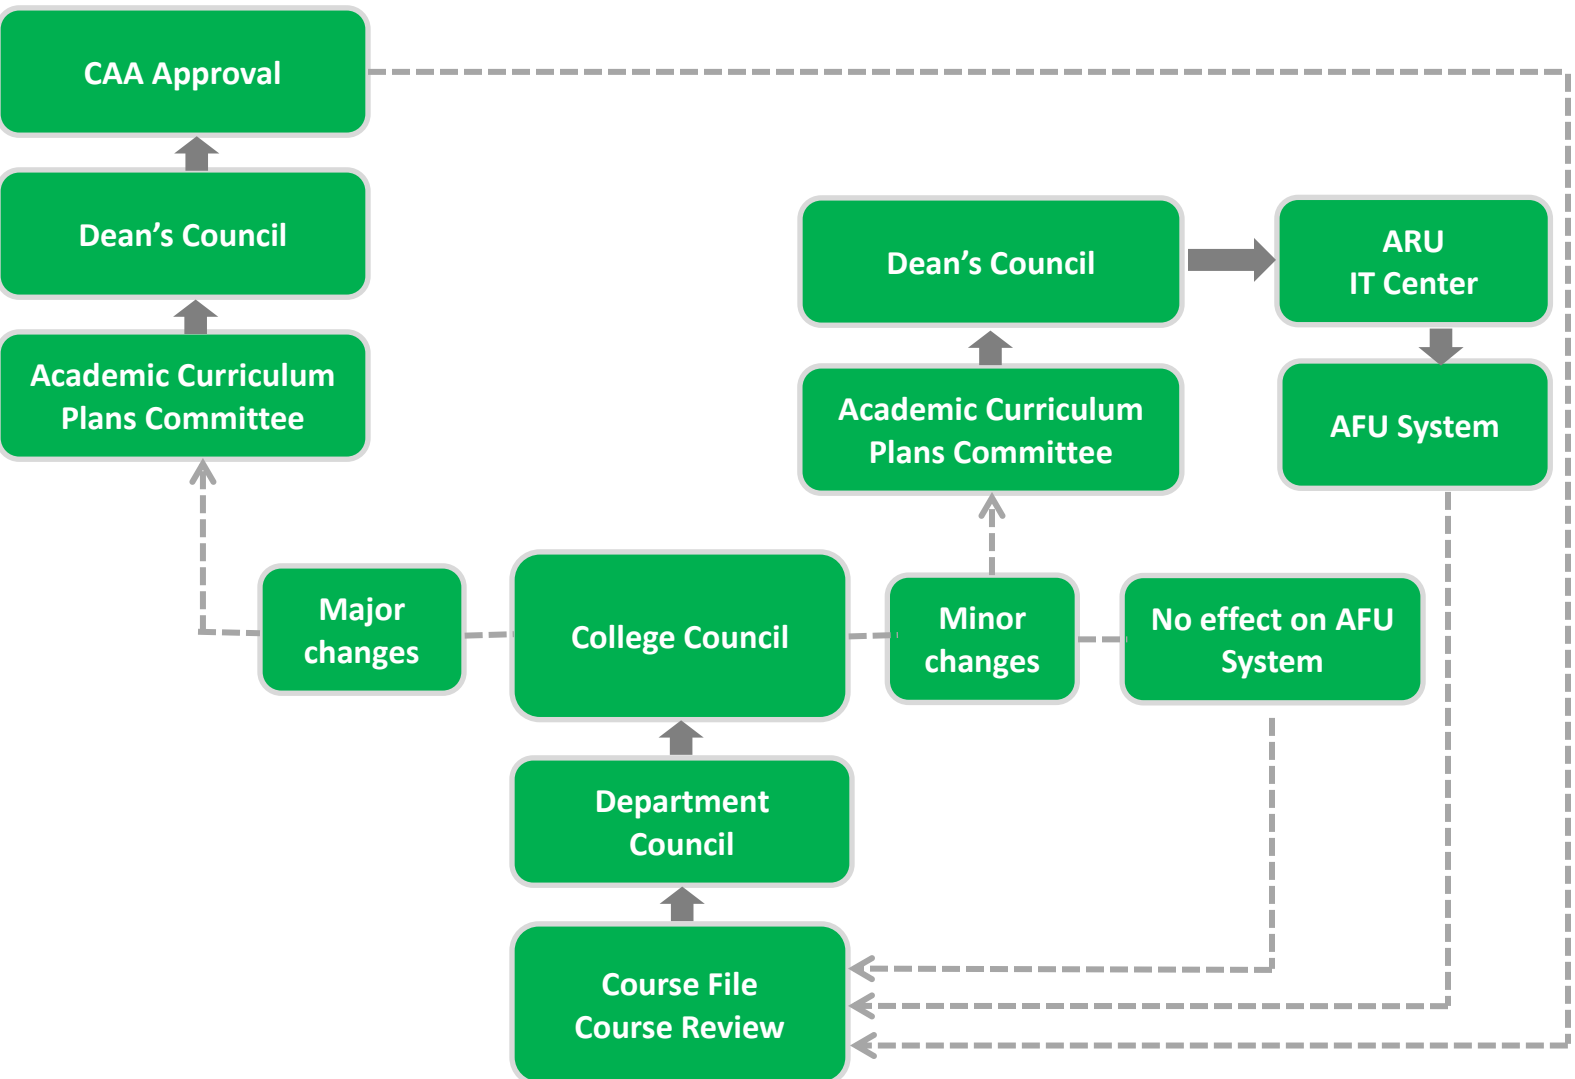 CAA Approval
Dean’s Council
Academic Curriculum
Plans Committee
Dean’s Council
ARU
IT Center
Academic Curriculum
Plans Committee
AFU System
Major
changes
College Council
Minor
changes
No effect on AFU
System
Department
Council
Course File
Course Review